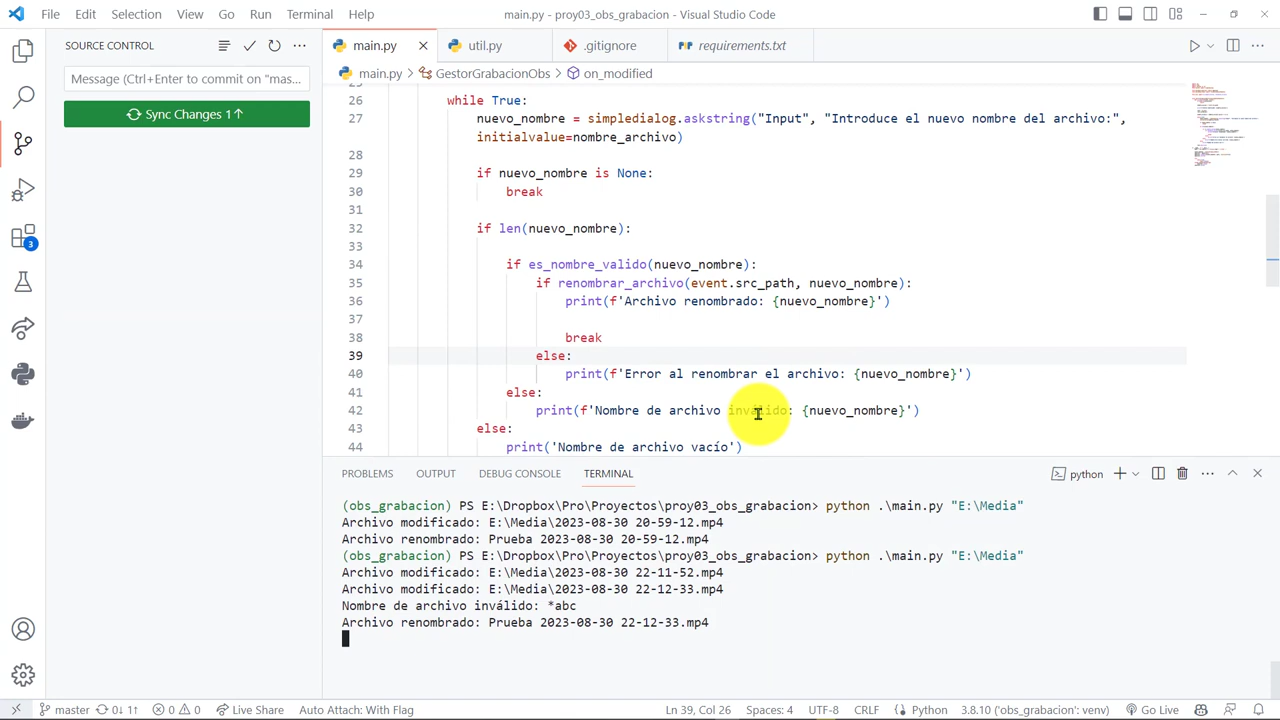 File Edit Selection View Go Run Terminal Help
main.py - proy03_obs_grabacion - Visual Studio Code
SOURCE CONTROL
Message (Ctrl+Enter to commit on "mas...
Sync Changes 1↑
3
main.py
util.py
.gitignore
requirements.txt
main.py > GestorGrabacionObs > on_modified
26 while True:
27 askstring("Input", "Introduce el nuevo nombre del archivo:",
28
29 if nuevo_nombre is None:
30 break
31
32 if len(nuevo_nombre):
33
34 if es_nombre_valido(nuevo_nombre):
35 if renombrar_archivo(event.src_path, nuevo_nombre):
36 print(f'Archivo renombrado: {nuevo_nombre}')
38 break
39 else:
40 print(f'Error al renombrar el archivo: {nuevo_nombre}')
41 else:
42 print(f'Nombre de archivo inválido: {nuevo_nombre}')
43 else:
44 print('Nombre de archivo vacío')
PROBLEMS OUTPUT DEBUG CONSOLE TERMINAL
python
(obs_grabacion) PS E:\Dropbox\Pro\Proyectos\proy03_obs_grabacion> python .\main.py "E:\Media"
Archivo modificado: E:\Media\2023-08-30 20-59-12.mp4
Archivo renombrado: Prueba 2023-08-30 20-59-12.mp4
(obs_grabacion) PS E:\Dropbox\Pro\Proyectos\proy03_obs_grabacion> python .\main.py "E:\Media"
Archivo modificado: E:\Media\2023-08-30 22-11-52.mp4
Archivo modificado: E:\Media\2023-08-30 22-12-33.mp4
Nombre de archivo inválido: *abc
Archivo renombrado: Prueba 2023-08-30 22-12-33.mp4
master 0↓ 1↑ 0 0 Live Share Auto Attach: With Flag Ln 39, Col 26 Spaces: 4 UTF-8 CRLF Python 3.8.10 ('obs_grabacion': venv) Go Live